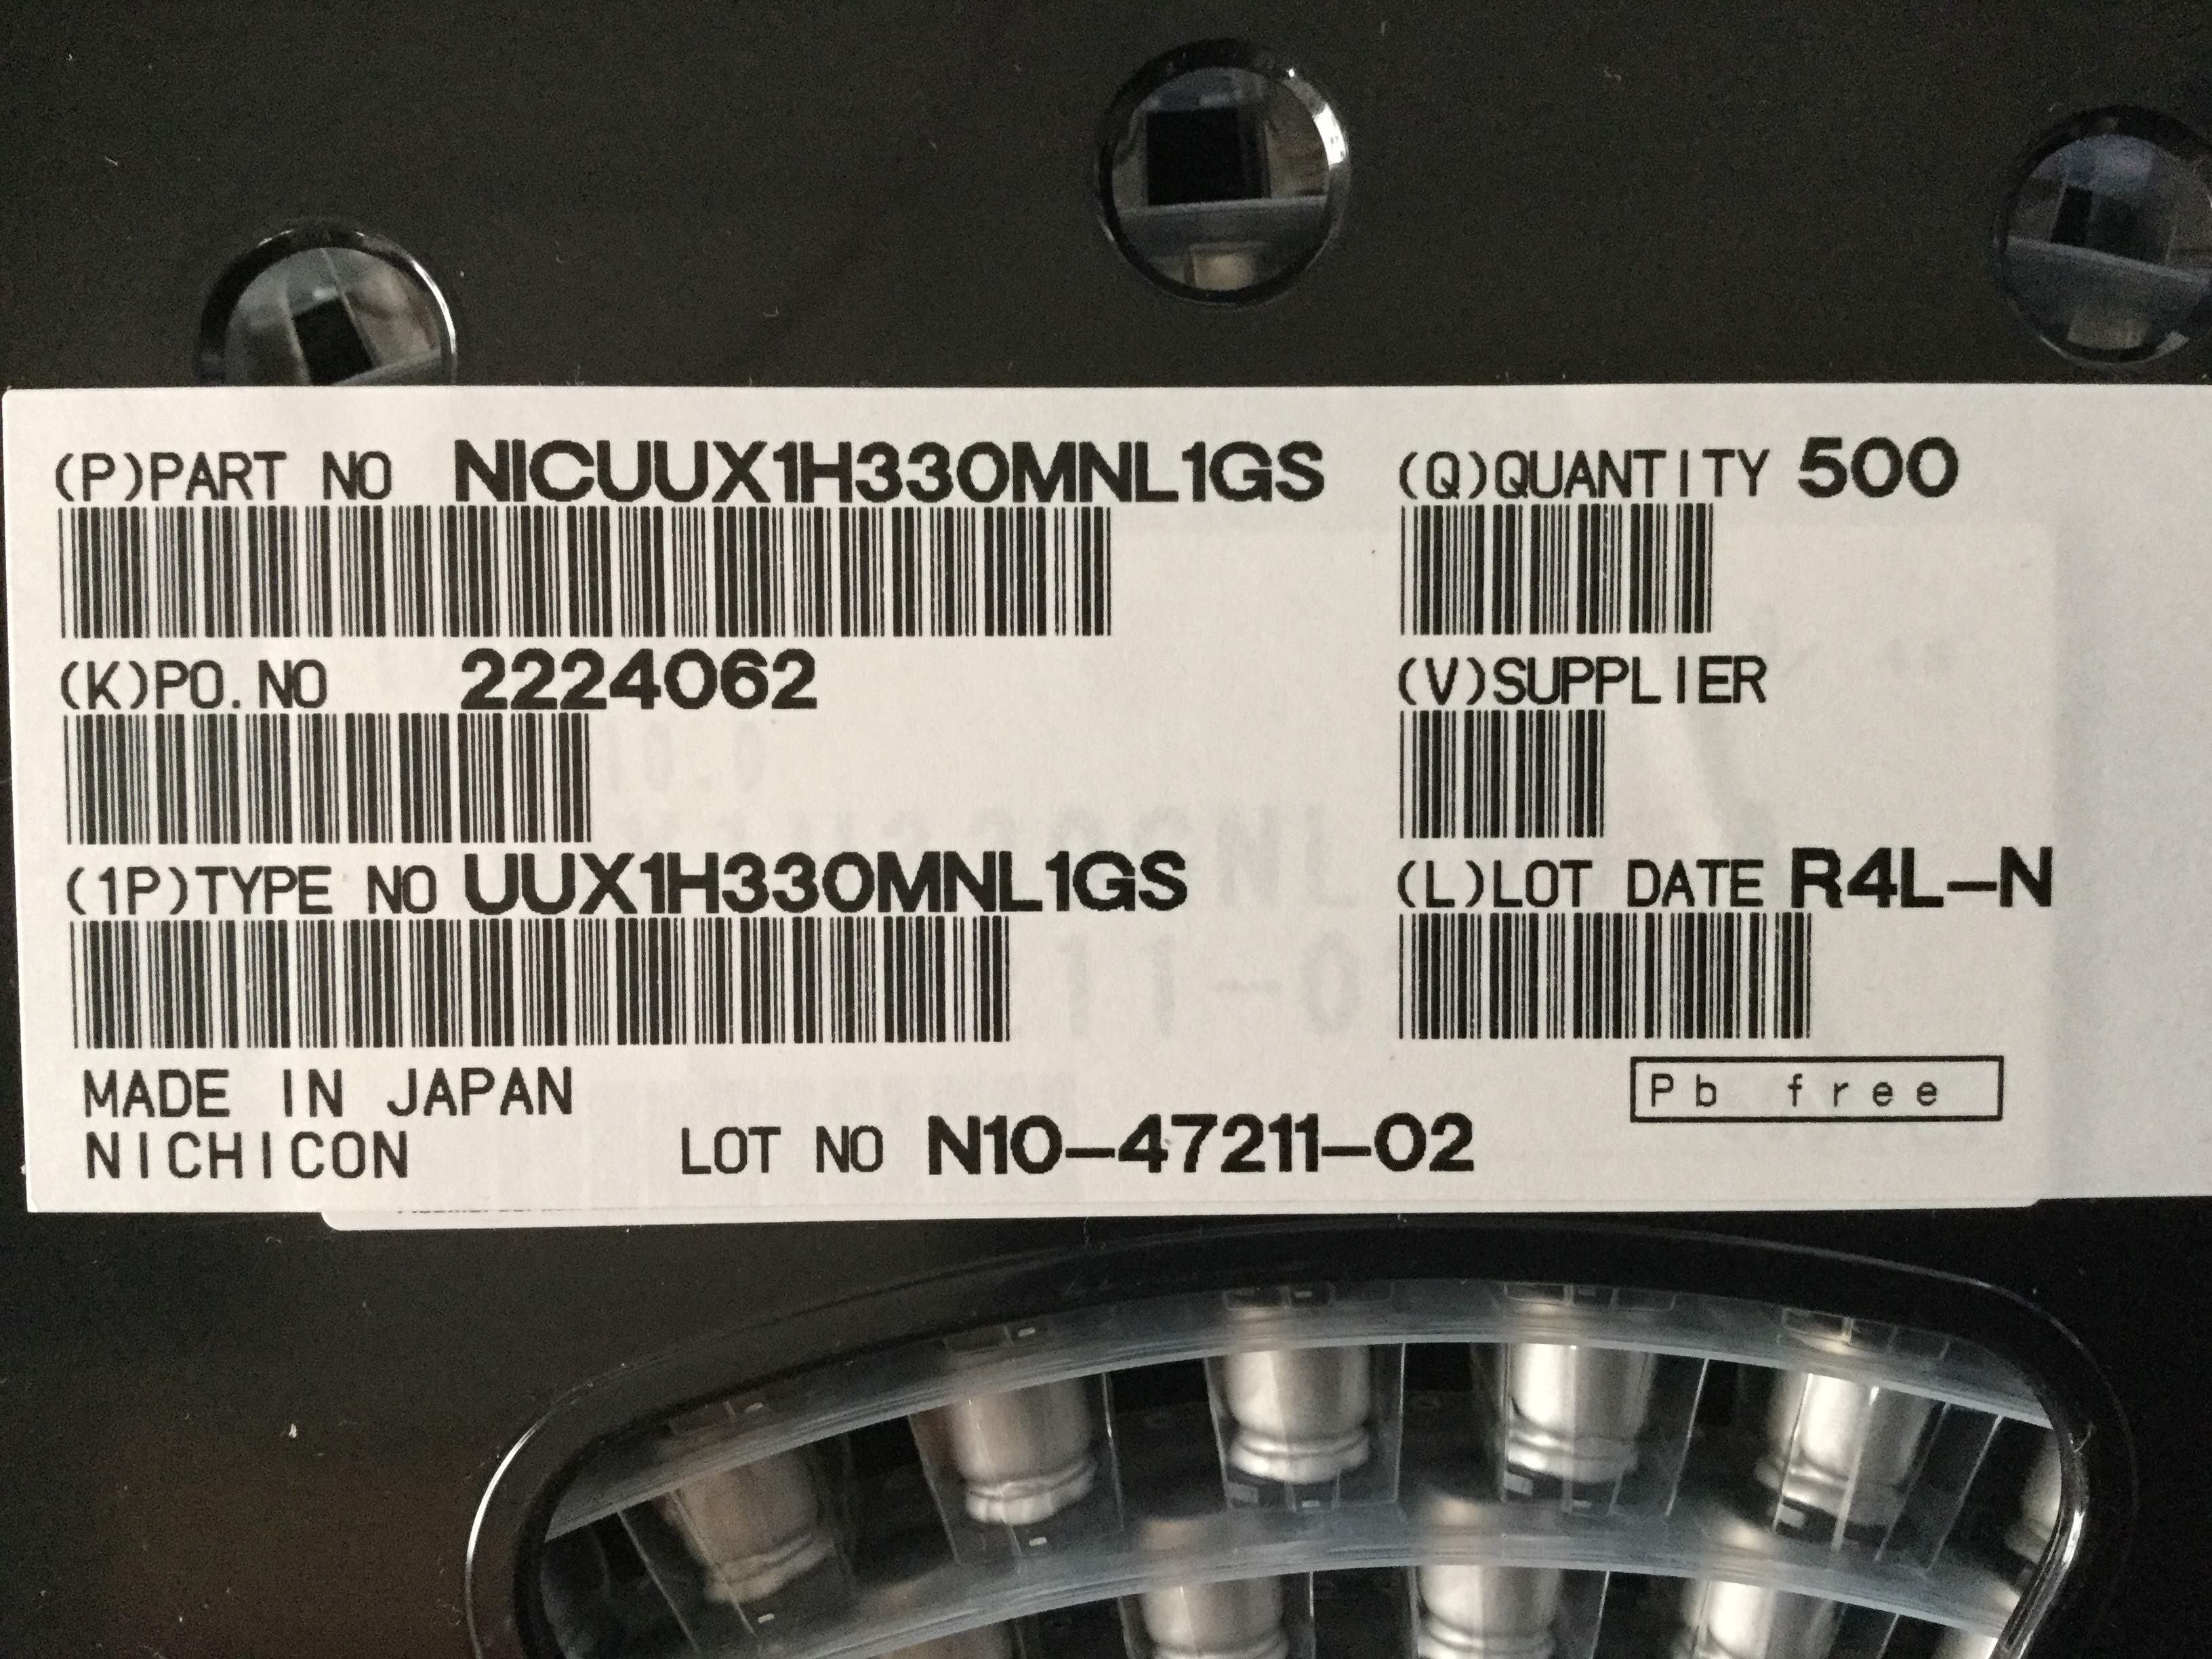 (P)PART NO NICUUX1H330MNL1GS
(Q)QUANTITY 500
(K)PO.NO 2224062
(V)SUPPLIER
(1P)TYPE NO UUX1H330MNL1GS
(L)LOT DATE R4L-N
MADE IN JAPAN
Pb free
NICHICON
LOT NO N10-47211-02